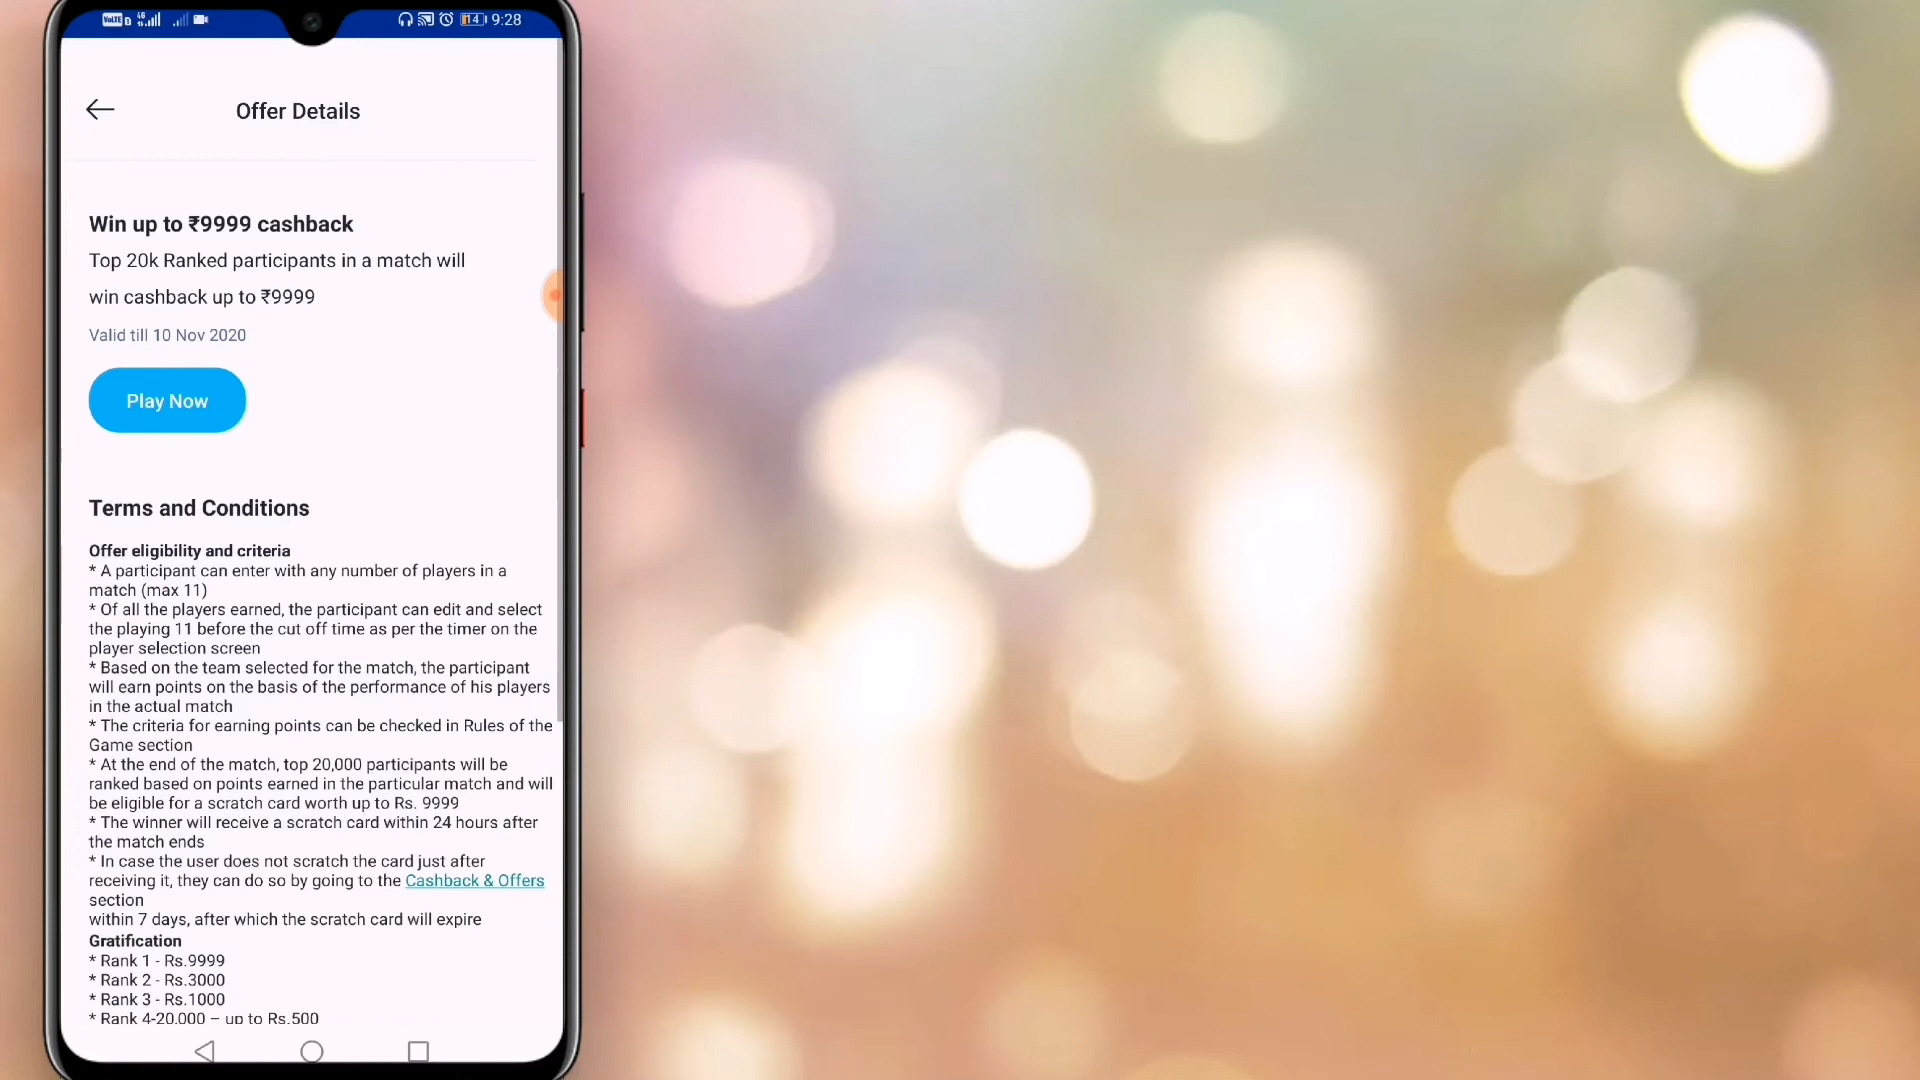 VoLTE 4G 14 9:28
Offer Details
Win up to ₹9999 cashback
Top 20k Ranked participants in a match will
win cashback up to ₹9999
Valid till 10 Nov 2020
Play Now
Terms and Conditions
Offer eligibility and criteria
* A participant can enter with any number of players in a
match (max 11)
* Of all the players earned, the participant can edit and select
the playing 11 before the cut off time as per the timer on the
player selection screen
* Based on the team selected for the match, the participant
will earn points on the basis of the performance of his players
in the actual match
* The criteria for earning points can be checked in Rules of the
Game section
* At the end of the match, top 20,000 participants will be
ranked based on points earned in the particular match and will
be eligible for a scratch card worth up to Rs. 9999
* The winner will receive a scratch card within 24 hours after
the match ends
* In case the user does not scratch the card just after
receiving it, they can do so by going to the Cashback & Offers
section
within 7 days, after which the scratch card will expire
Gratification
* Rank 1 - Rs.9999
* Rank 2 - Rs.3000
* Rank 3 - Rs.1000
* Rank 4-20,000 – up to Rs.500